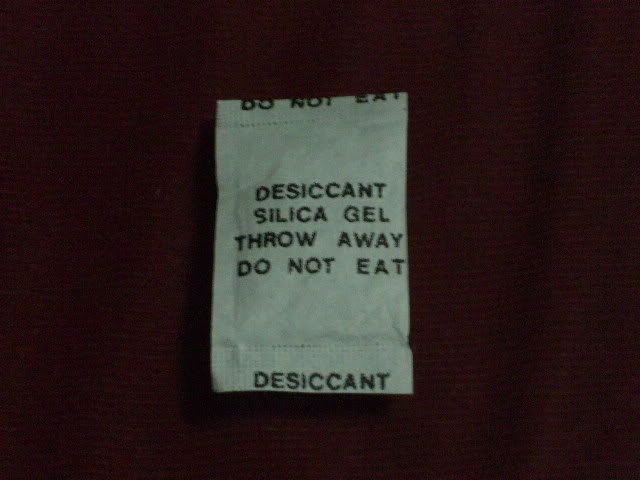 DO NOT EAT
DESICCANT
SILICA GEL
THROW AWAY
DO NOT EAT
DESICCANT